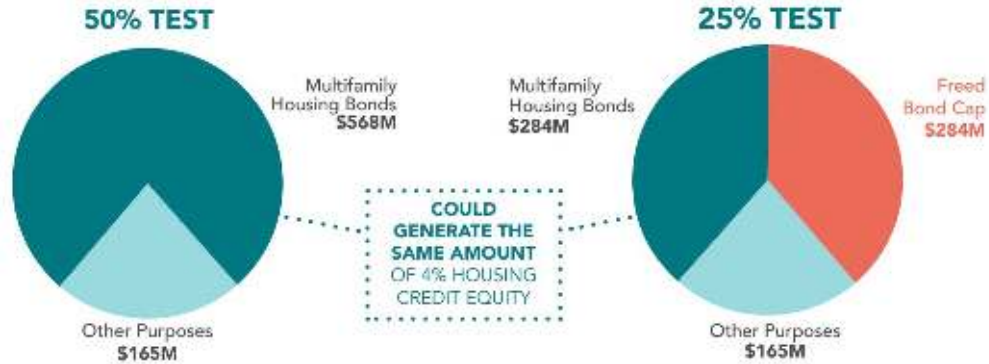 50% TEST
Multifamily
Housing Bonds
$568M
Other Purposes
$165M
COULD
GENERATE THE
SAME AMOUNT
OF 4% HOUSING
CREDIT EQUITY
25% TEST
Multifamily
Housing Bonds
$284M
Freed
Bond Cap
$284M
Other Purposes
$165M